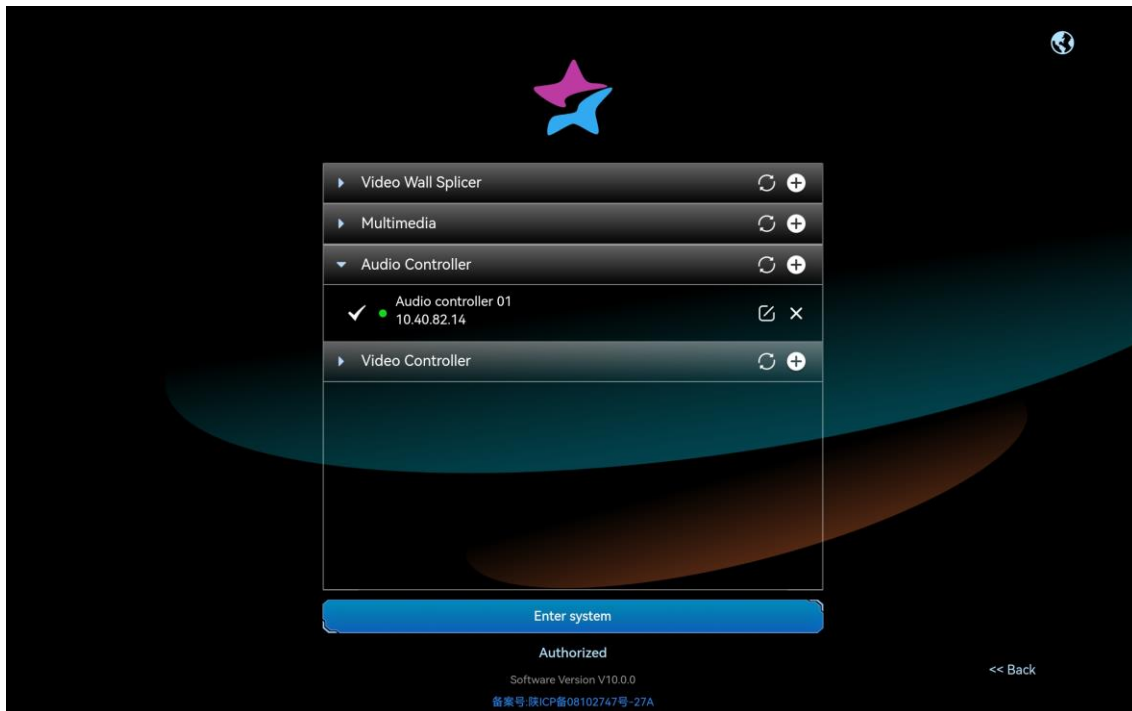 Video Wall Splicer
Multimedia
Audio Controller
Audio controller 01
10.40.82.14
Video Controller
Enter system
Authorized
<< Back
Software Version V10.0.0
备案号:陕ICP备08102747号-27A